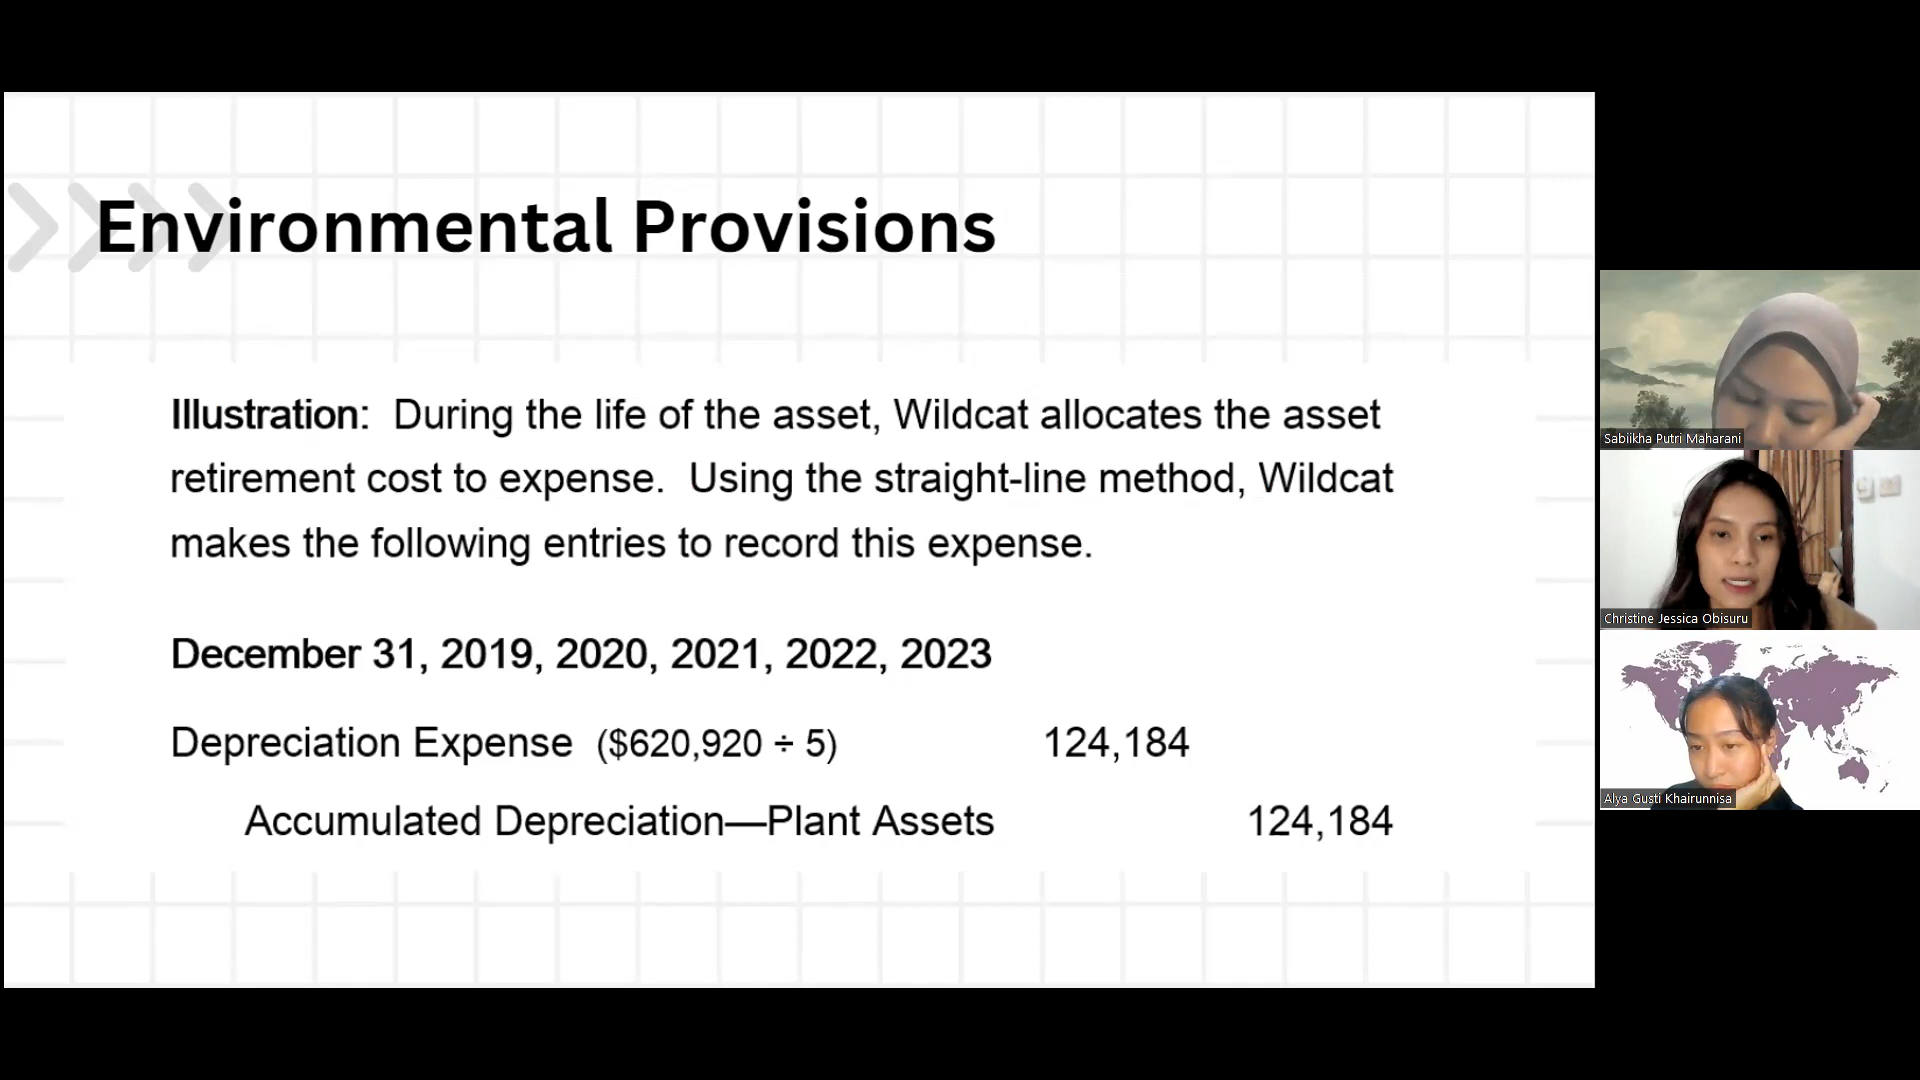 Environmental Provisions
Illustration: During the life of the asset, Wildcat allocates the asset
retirement cost to expense. Using the straight-line method, Wildcat
makes the following entries to record this expense.
December 31, 2019, 2020, 2021, 2022, 2023
Depreciation Expense ($620,920 ÷ 5) 124,184
Accumulated Depreciation—Plant Assets 124,184
Sabiikha Putri Maharani
Christine Jessica Obisuru
Alya Gusti Khairunnisa